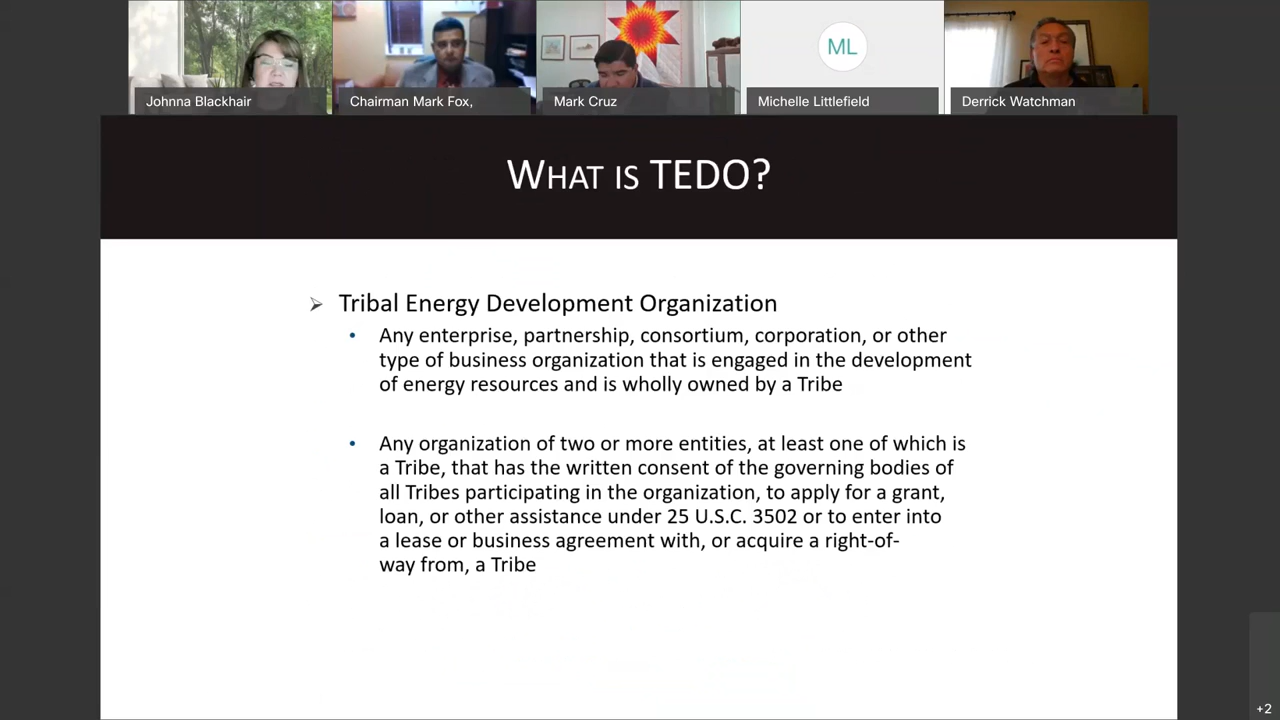 ML
Johnna Blackhair
Chairman Mark Fox,
Mark Cruz
Michelle Littlefield
Derrick Watchman
WHAT IS TEDO?
➢ Tribal Energy Development Organization
• Any enterprise, partnership, consortium, corporation, or other
type of business organization that is engaged in the development
of energy resources and is wholly owned by a Tribe
• Any organization of two or more entities, at least one of which is
a Tribe, that has the written consent of the governing bodies of
all Tribes participating in the organization, to apply for a grant,
loan, or other assistance under 25 U.S.C. 3502 or to enter into
a lease or business agreement with, or acquire a right-of-
way from, a Tribe
+2